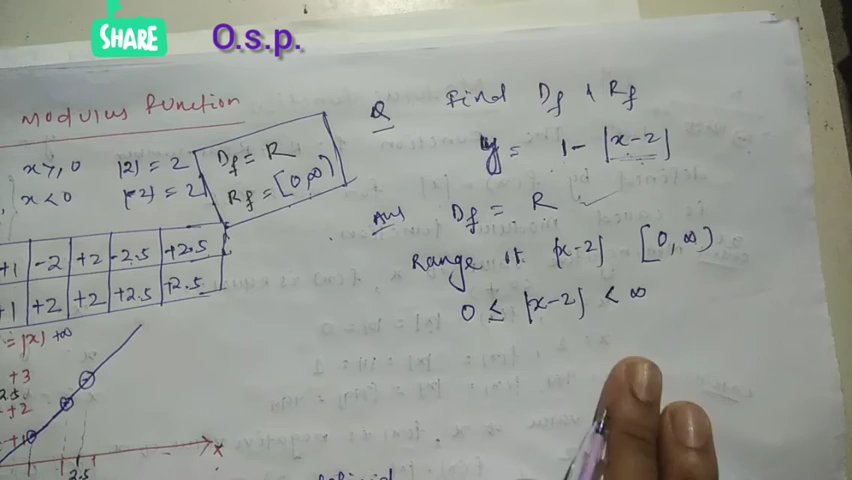 SHARE
O.s.p.
Modulus Function
x ≥ 0 |2| = 2
x < 0 |-2| = 2
Df = R
Rf = [0, ∞)
+1 -2 +2 -2.5 +2.5
+1 +2 +2 +2.5 +2.5
= |x| +∞
+3
2.5
+2
+1
X
2.5
Q Find Df & Rf
y = 1 - |x-2|
Ans Df = R
Range of |x-2| [0, ∞)
0 ≤ |x-2| < ∞